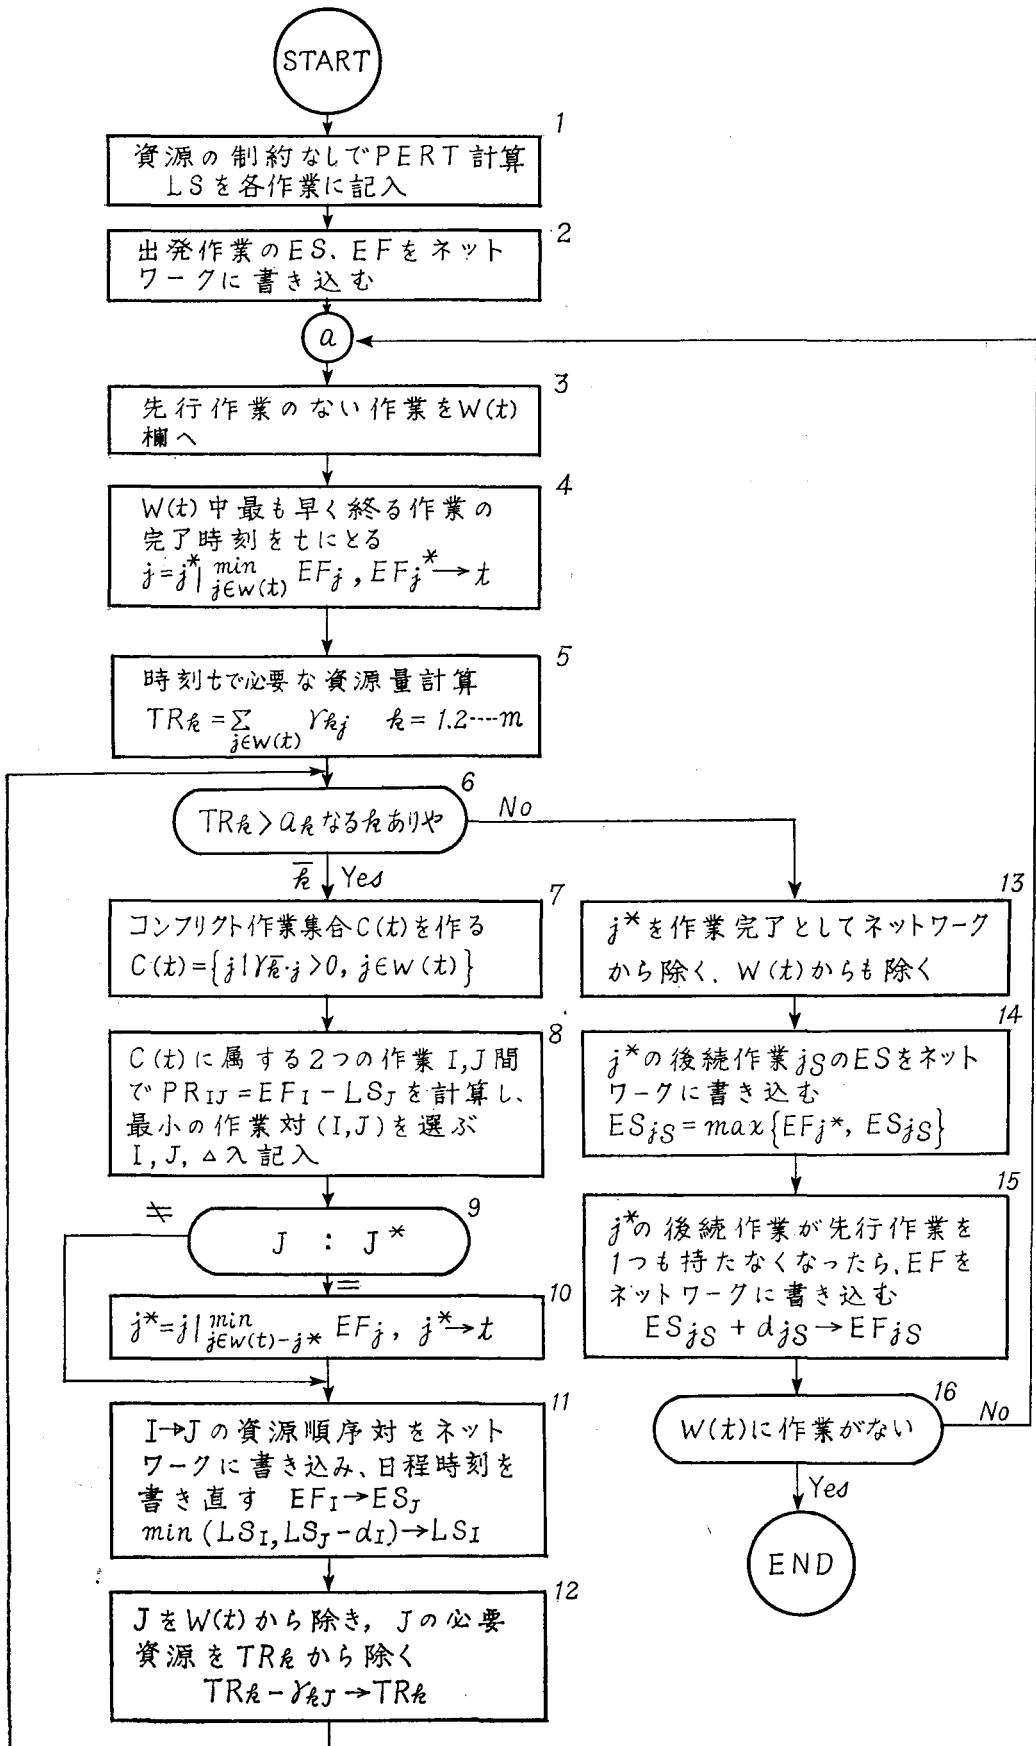 START
1
資源の制約なしでPERT計算
LSを各作業に記入
2
出発作業のES、EFをネット
ワークに書き込む
a
3
先行作業のない作業をW(t)
欄へ
4
W(t)中最も早く終る作業の
完了時刻をtにとる
j=j*| min j∈W(t) EFj , EFj*→t
5
時刻tで必要な資源量計算
TRk=Σ j∈W(t) γkj k=1.2----m
6
TRk>akなるkありや
No
k̄ Yes
7
コンフリクト作業集合C(t)を作る
C(t)={j|γk̄·j>0, j∈W(t)}
8
C(t)に属する2つの作業I,J間
でPRIJ=EFI-LSJを計算し、
最小の作業対(I,J)を選ぶ
I,J,△入記入
9
≠
J : J*
=
10
j*=j| min j∈W(t)-j* EFj, j*→t
11
I→Jの資源順序対をネット
ワークに書き込み、日程時刻を
書き直す EFI→ESJ
min(LSI,LSJ-dI)→LSI
12
JをW(t)から除き,Jの必要
資源をTRkから除く
TRk-γkJ→TRk
13
j*を作業完了としてネットワーク
から除く.W(t)からも除く
14
j*の後続作業jSのESをネット
ワークに書き込む
ESjS=max{EFj*, ESjS}
15
j*の後続作業が先行作業を
1つも持たなくなったら、EFを
ネットワークに書き込む
ESjS+djS→EFjS
16
W(t)に作業がない
No
Yes
END